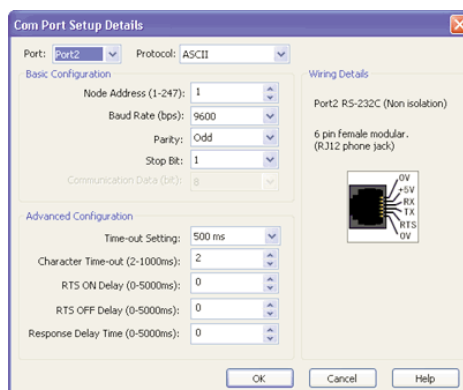 Com Port Setup Details
Port: Port2 Protocol: ASCII
Basic Configuration
Node Address (1-247): 1
Baud Rate (bps): 9600
Parity: Odd
Stop Bit: 1
Communication Data (bit): 8
Advanced Configuration
Time-out Setting: 500 ms
Character Time-out (2-1000ms): 2
RTS ON Delay (0-5000ms): 0
RTS OFF Delay (0-5000ms): 0
Response Delay Time (0-5000ms): 0
Wiring Details
Port2 RS-232C (Non isolation)
6 pin female modular.
(RJ12 phone jack)
0V
+5V
RX
TX
RTS
0V
OK Cancel Help